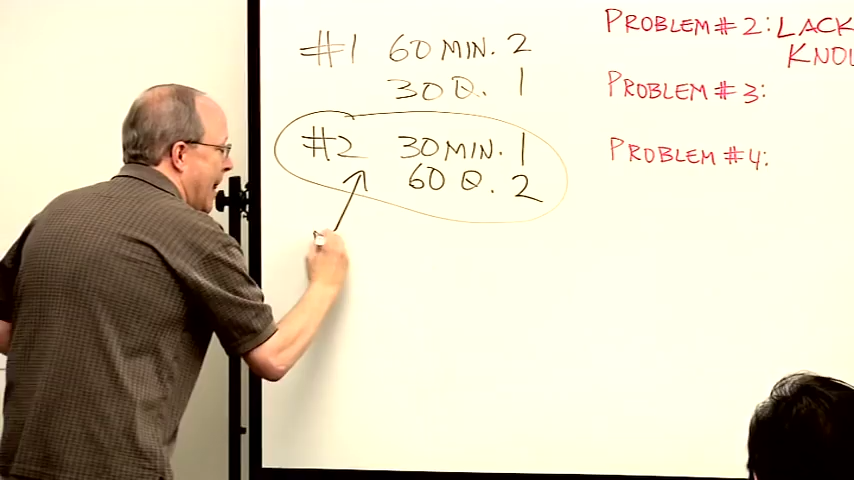 #1 60 MIN. 2
30 Q. 1
#2 30 MIN. 1
60 Q. 2
PROBLEM # 2: LACK
PROBLEM # 3:
PROBLEM # 4: